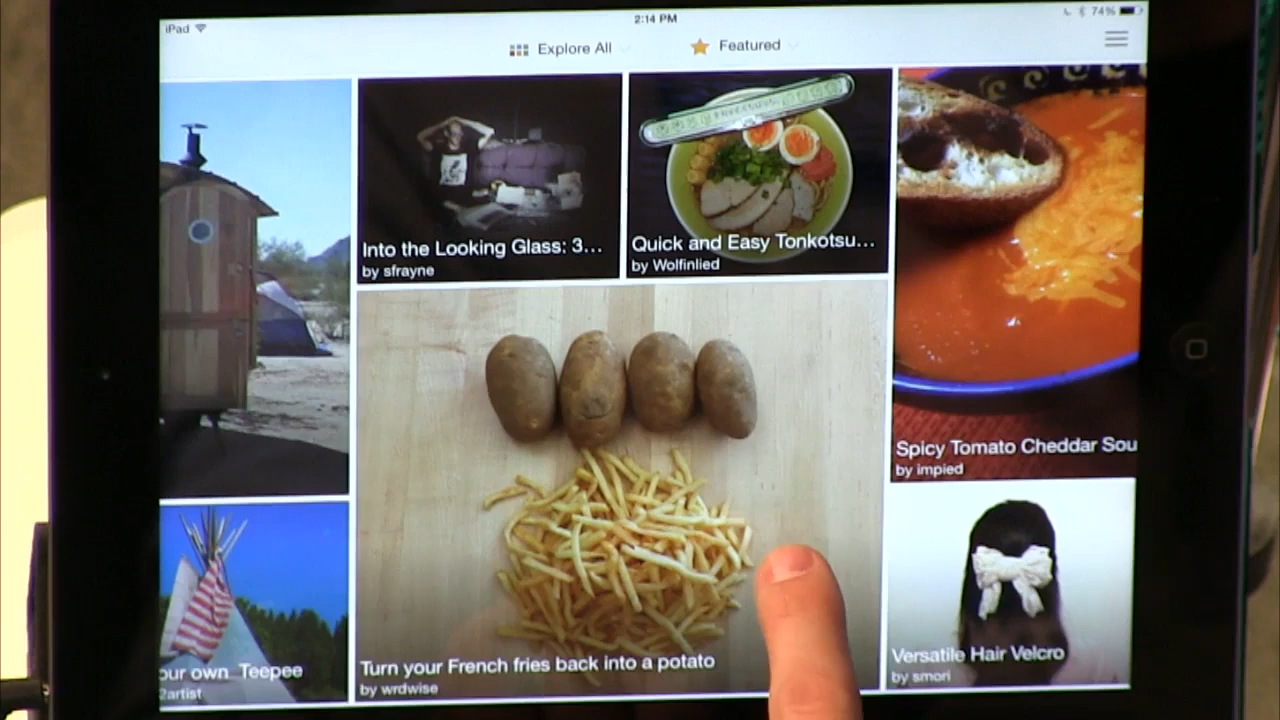 iPad
2:14 PM
74%
Explore All
Featured
Into the Looking Glass: 3...
by sfrayne
Quick and Easy Tonkotsu...
by Wolfinlied
Spicy Tomato Cheddar Sou
by impied
our own Teepee
2artist
Turn your French fries back into a potato
by wrdwise
Versatile Hair Velcro
by smori